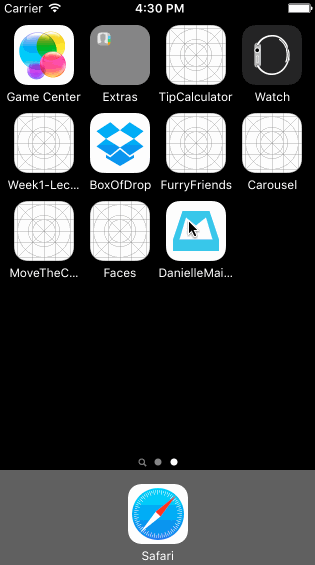 Carrier 4:30 PM
Game Center Extras TipCalculator Watch
Week1-Lec... BoxOfDrop FurryFriends Carousel
MoveTheC... Faces DanielleMai...
Safari